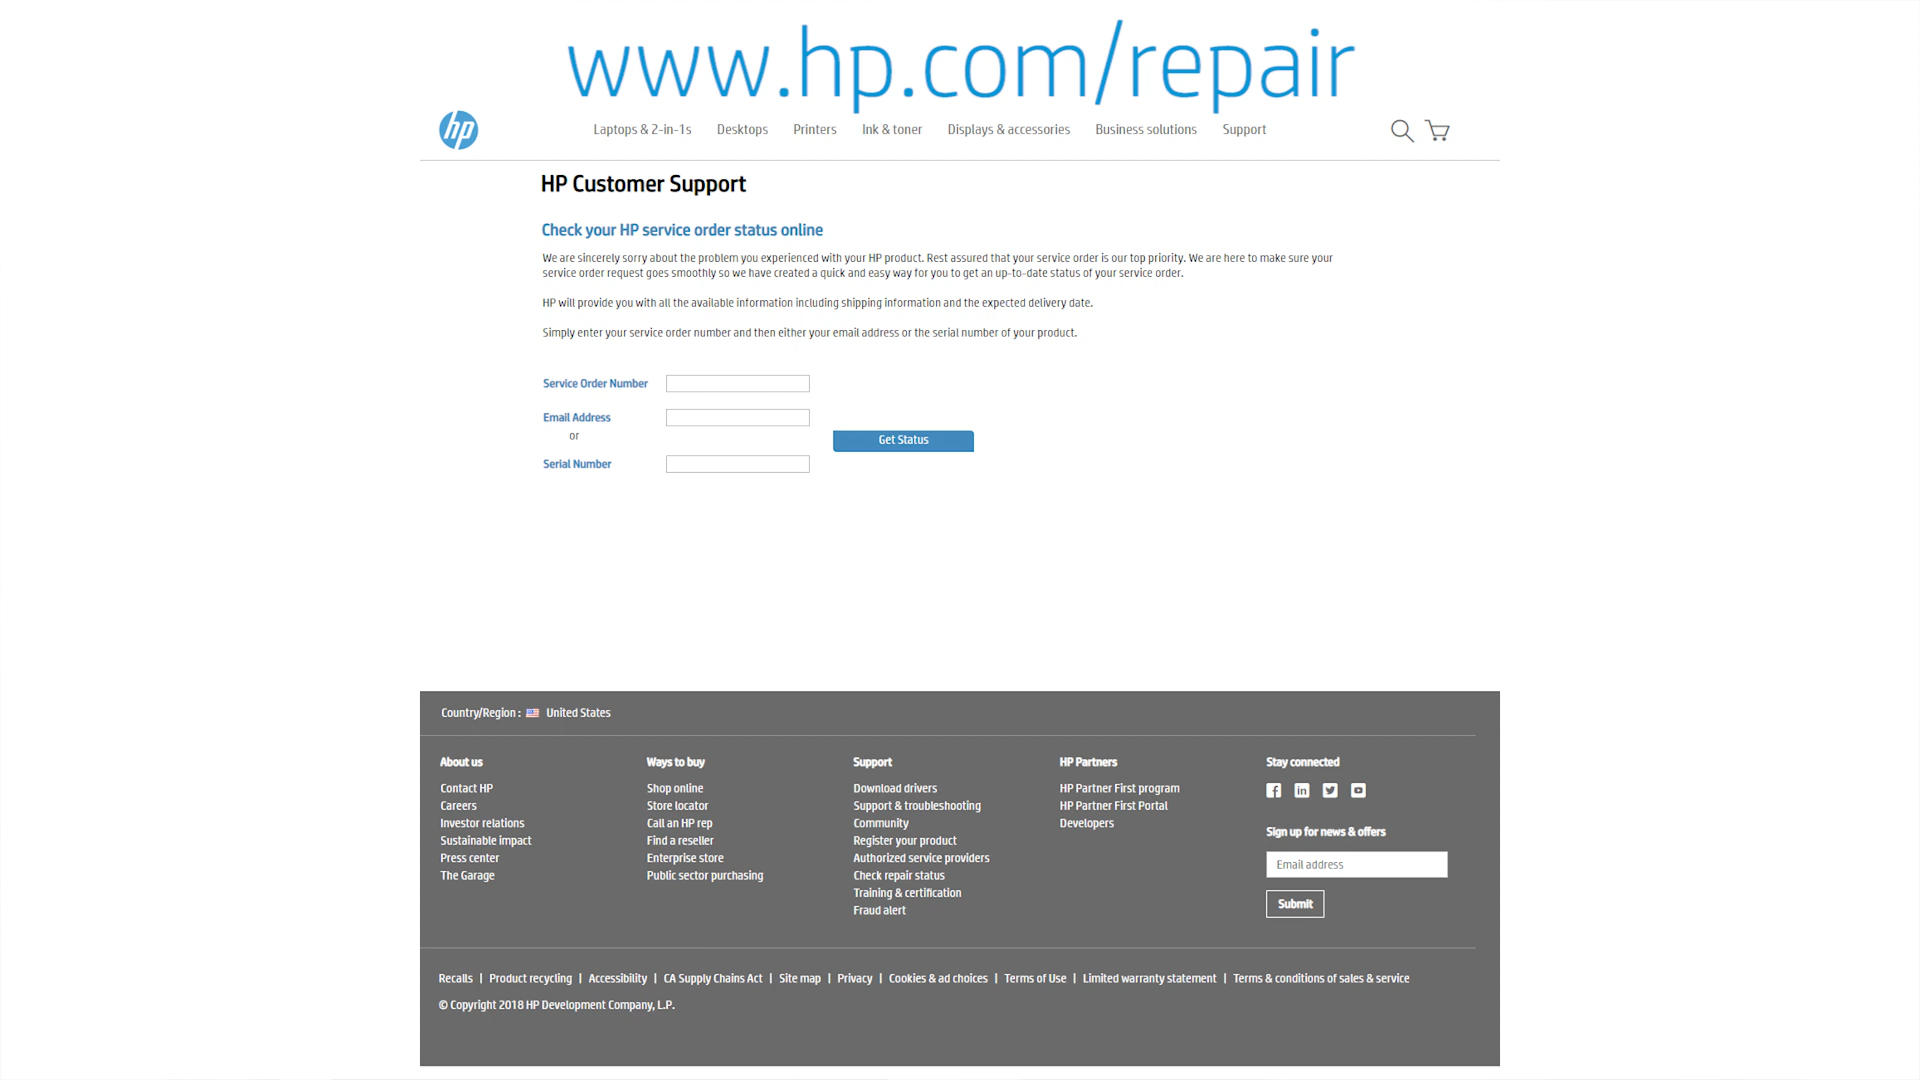 www.hp.com/repair
hp
Laptops & 2-in-1s
Desktops
Printers
Ink & toner
Displays & accessories
Business solutions
Support
HP Customer Support
Check your HP service order status online
We are sincerely sorry about the problem you experienced with your HP product. Rest assured that your service order is our top priority. We are here to make sure your
service order request goes smoothly so we have created a quick and easy way for you to get an up-to-date status of your service order.
HP will provide you with all the available information including shipping information and the expected delivery date.
Simply enter your service order number and then either your email address or the serial number of your product.
Service Order Number
Email Address
or
Get Status
Serial Number
Country/Region : United States
About us
Contact HP
Careers
Investor relations
Sustainable impact
Press center
The Garage
Ways to buy
Shop online
Store locator
Call an HP rep
Find a reseller
Enterprise store
Public sector purchasing
Support
Download drivers
Support & troubleshooting
Community
Register your product
Authorized service providers
Check repair status
Training & certification
Fraud alert
HP Partners
HP Partner First program
HP Partner First Portal
Developers
Stay connected
Sign up for news & offers
Email address
Submit
Recalls | Product recycling | Accessibility | CA Supply Chains Act | Site map | Privacy | Cookies & ad choices | Terms of Use | Limited warranty statement | Terms & conditions of sales & service
© Copyright 2018 HP Development Company, L.P.